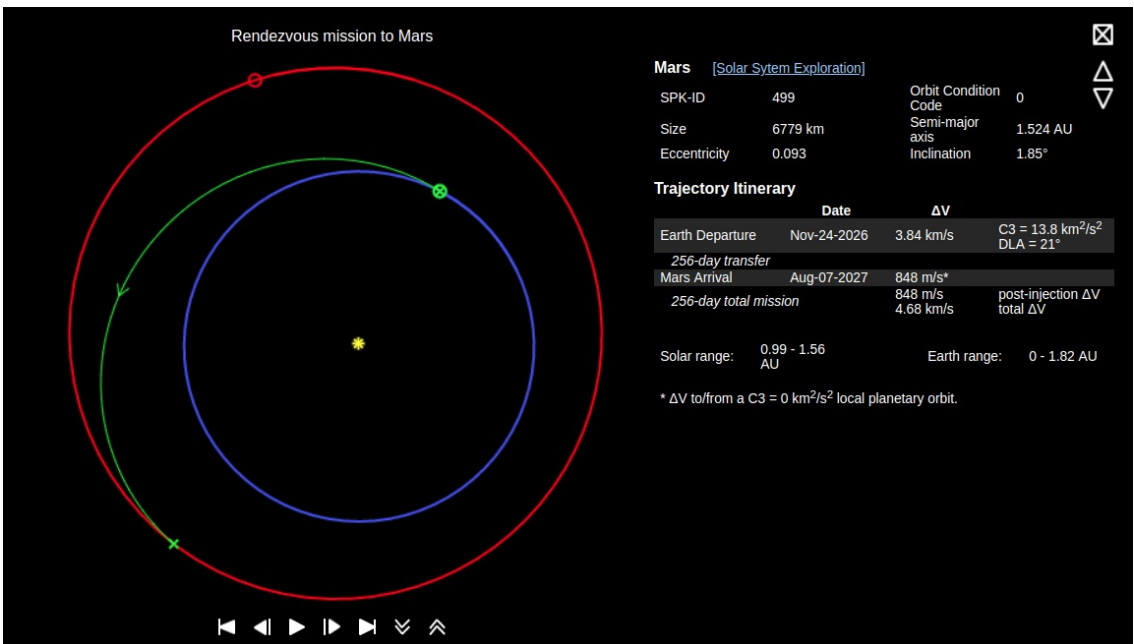 Rendezvous mission to Mars
Mars [Solar Sytem Exploration]
SPK-ID 499 Orbit Condition Code 0
Size 6779 km Semi-major axis 1.524 AU
Eccentricity 0.093 Inclination 1.85°
Trajectory Itinerary
Date ΔV
Earth Departure Nov-24-2026 3.84 km/s C3 = 13.8 km²/s²
DLA = 21°
256-day transfer
Mars Arrival Aug-07-2027 848 m/s*
256-day total mission 848 m/s post-injection ΔV
4.68 km/s total ΔV
Solar range: 0.99 - 1.56 AU Earth range: 0 - 1.82 AU
* ΔV to/from a C3 = 0 km²/s² local planetary orbit.